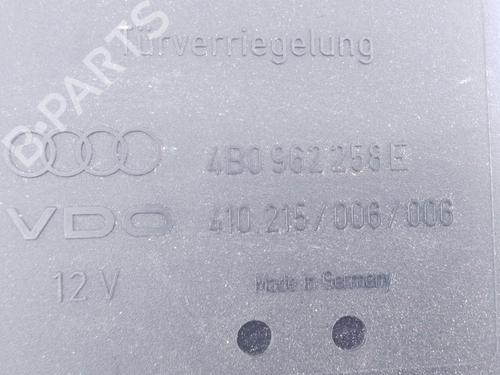 Türverriegelung
4B0 962 258 E
VDO 410.215/006/006
12 V Made in Germany
B-PARTS